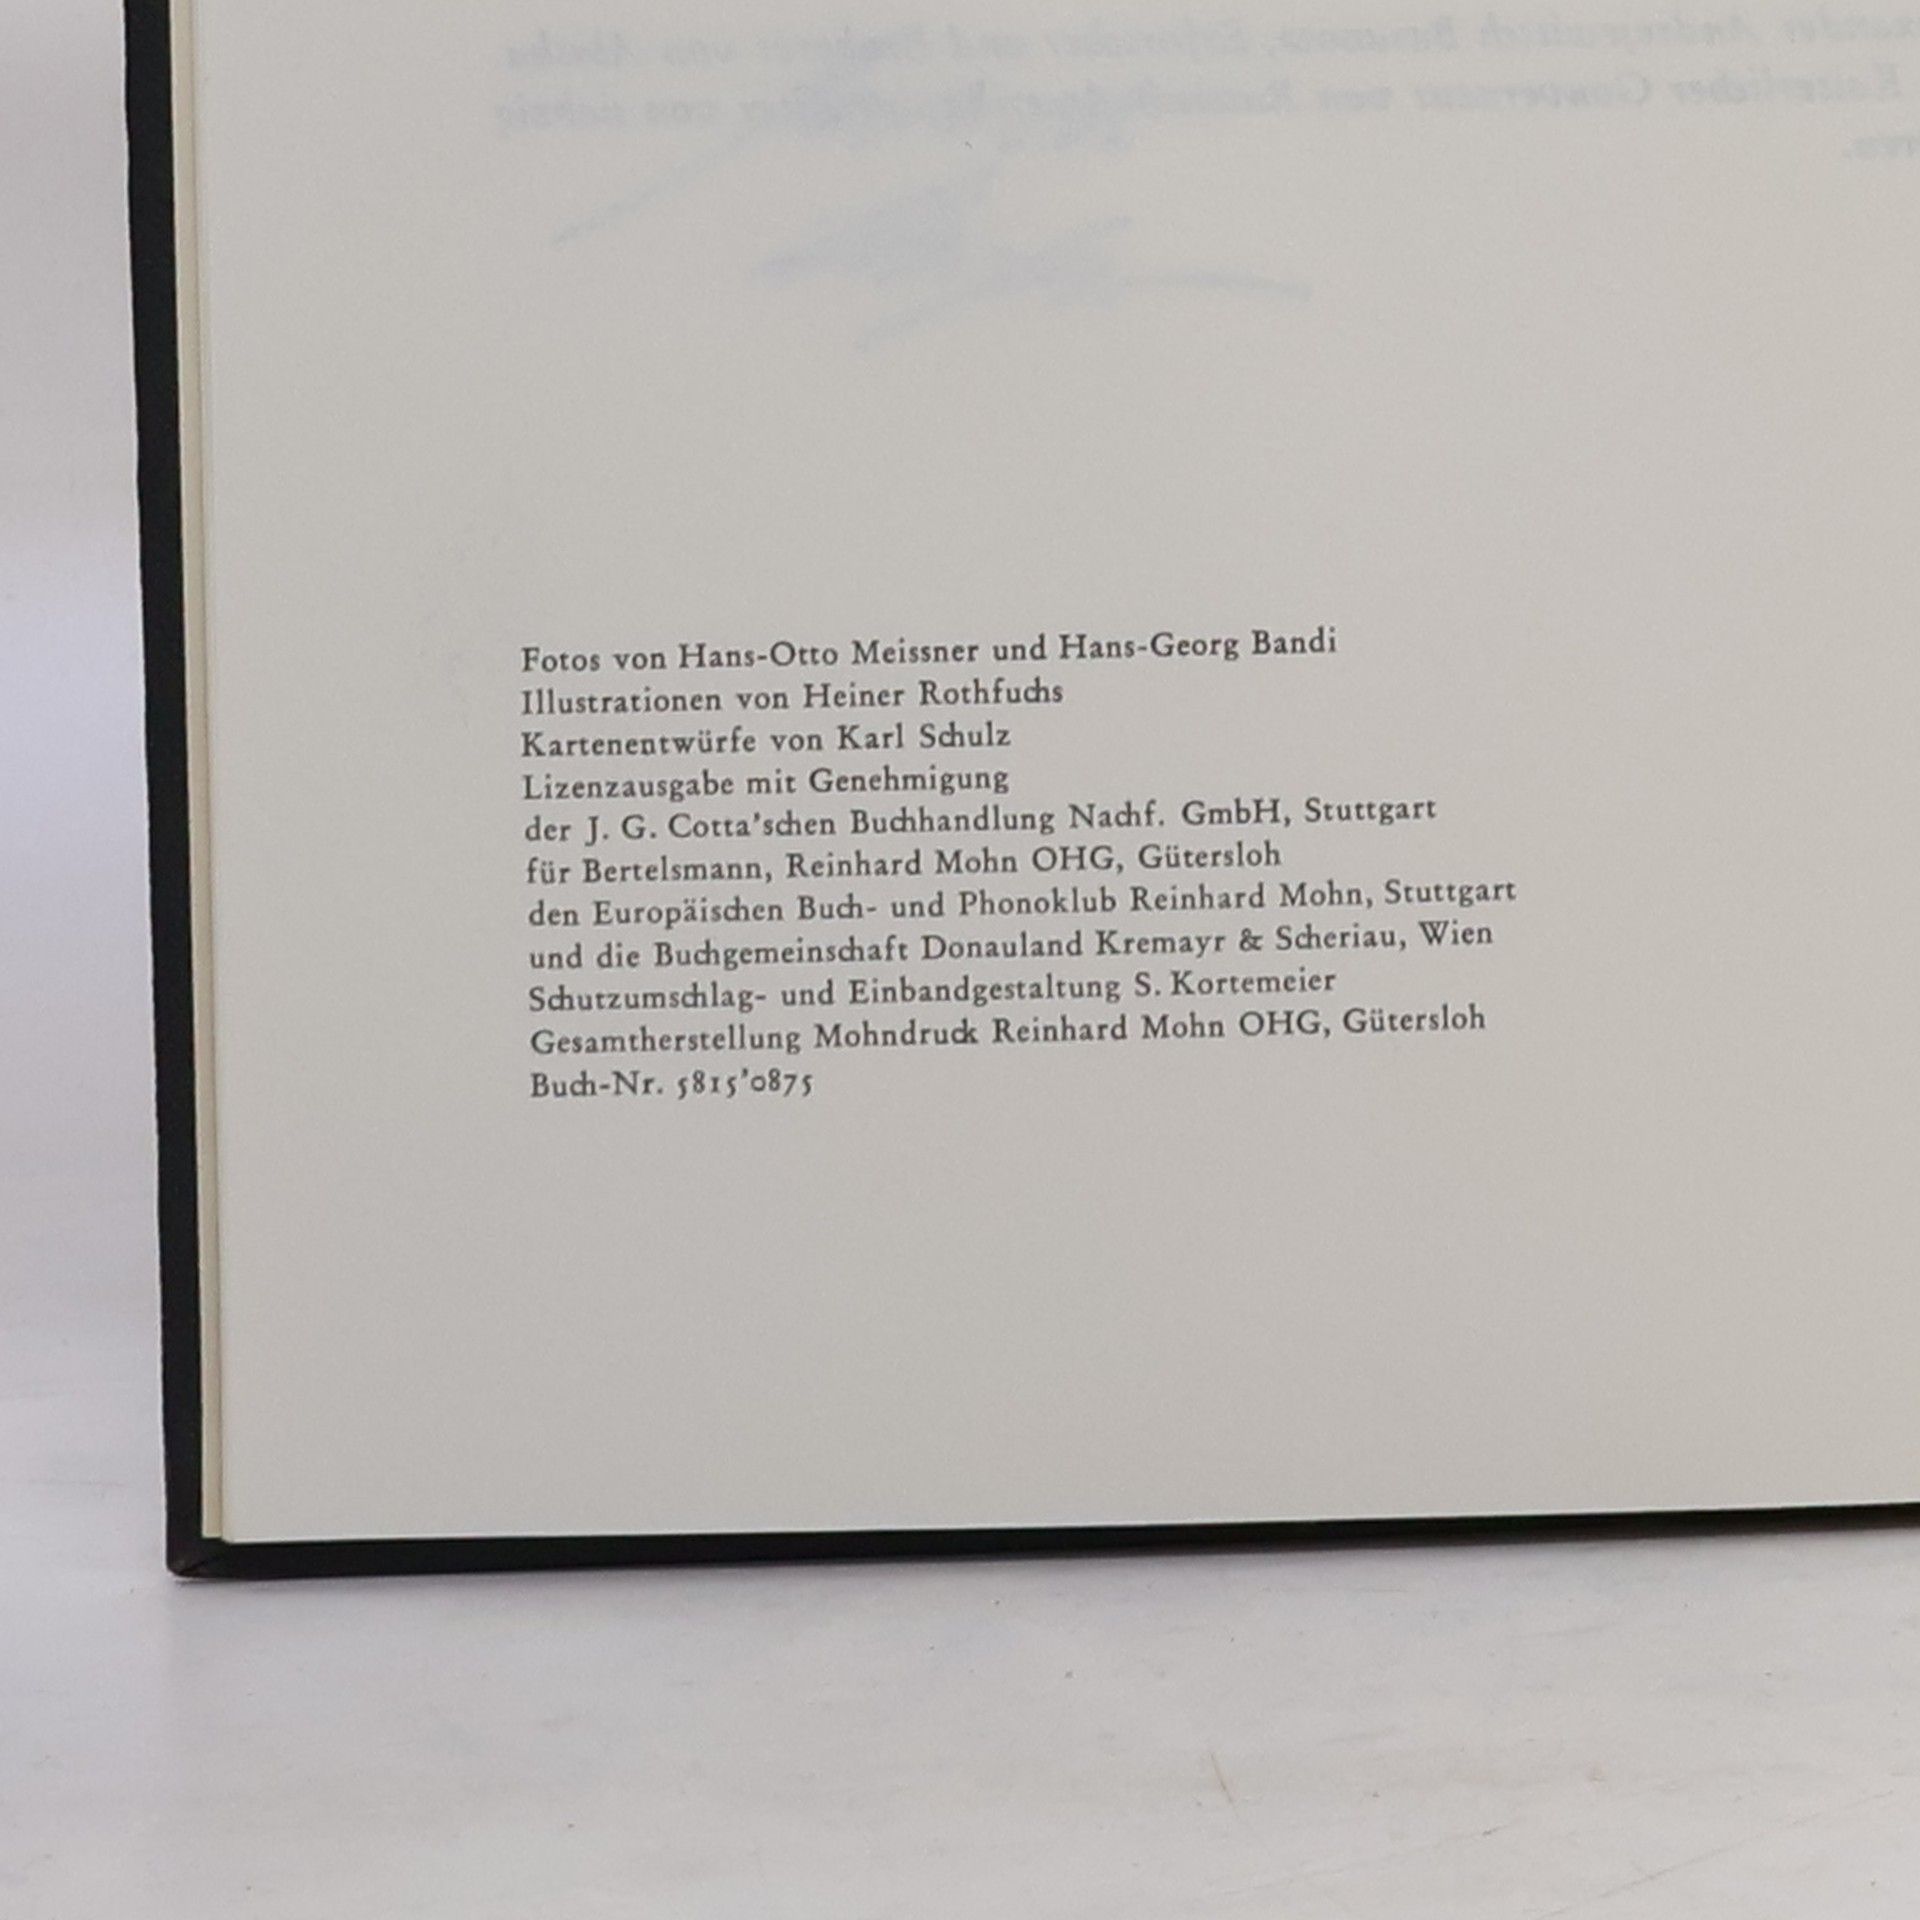 Fotos von Hans-Otto Meissner und Hans-Georg Bandi
Illustrationen von Heiner Rothfuchs
Kartenentwürfe von Karl Schulz
Lizenzausgabe mit Genehmigung
der J. G. Cotta'schen Buchhandlung Nachf. GmbH, Stuttgart
für Bertelsmann, Reinhard Mohn OHG, Gütersloh
den Europäischen Buch- und Phonoklub Reinhard Mohn, Stuttgart
und die Buchgemeinschaft Donauland Kremayr & Scheriau, Wien
Schutzumschlag- und Einbandgestaltung S. Kortemeier
Gesamtherstellung Mohndruck Reinhard Mohn OHG, Gütersloh
Buch-Nr. 5815'0875